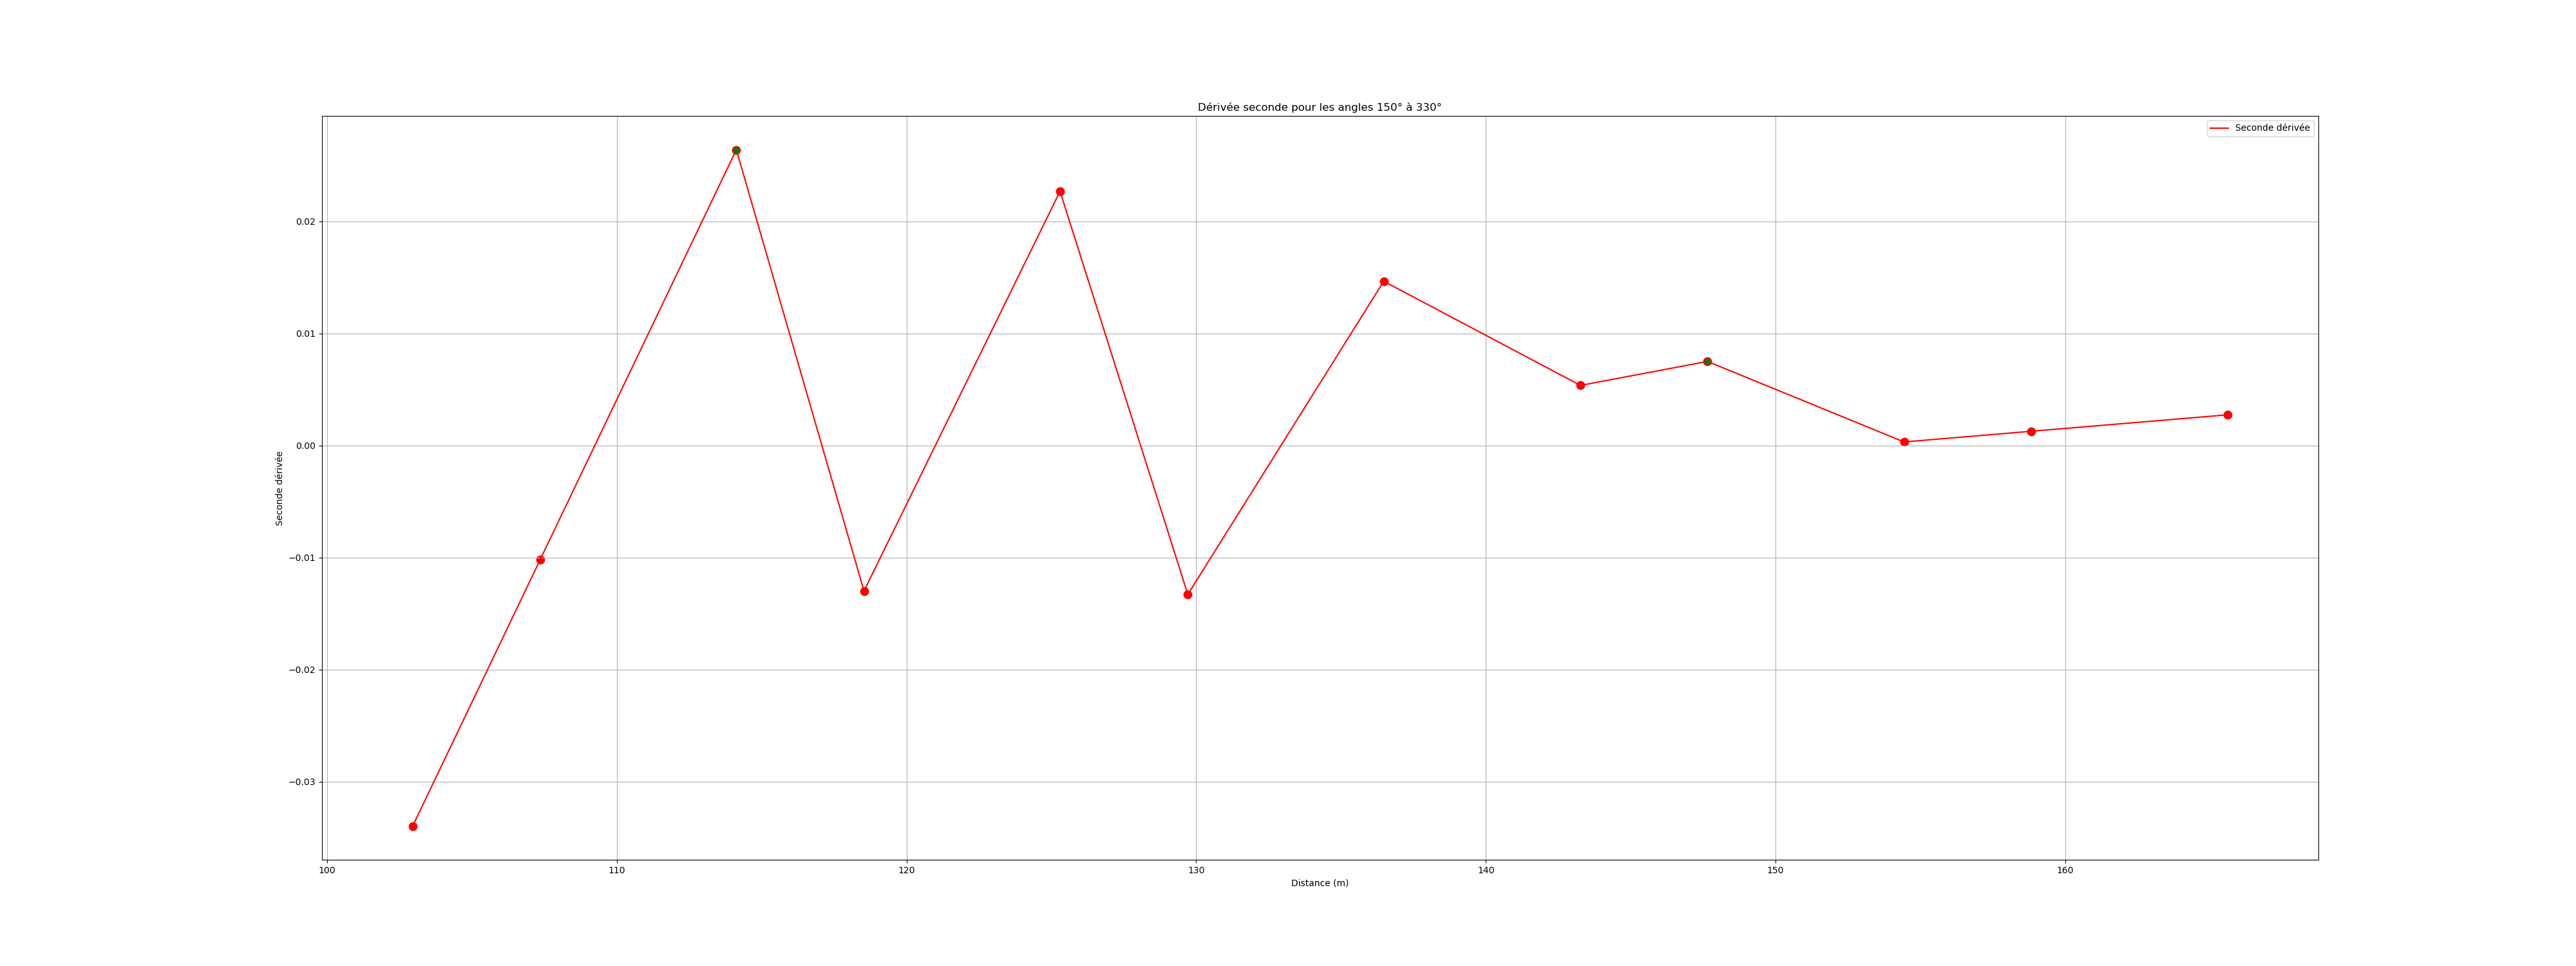 Dérivée seconde pour les angles 150° à 330°
Seconde dérivée
0.02
0.01
0.00
−0.01
−0.02
−0.03
Seconde dérivée
100 110 120 130 140 150 160
Distance (m)